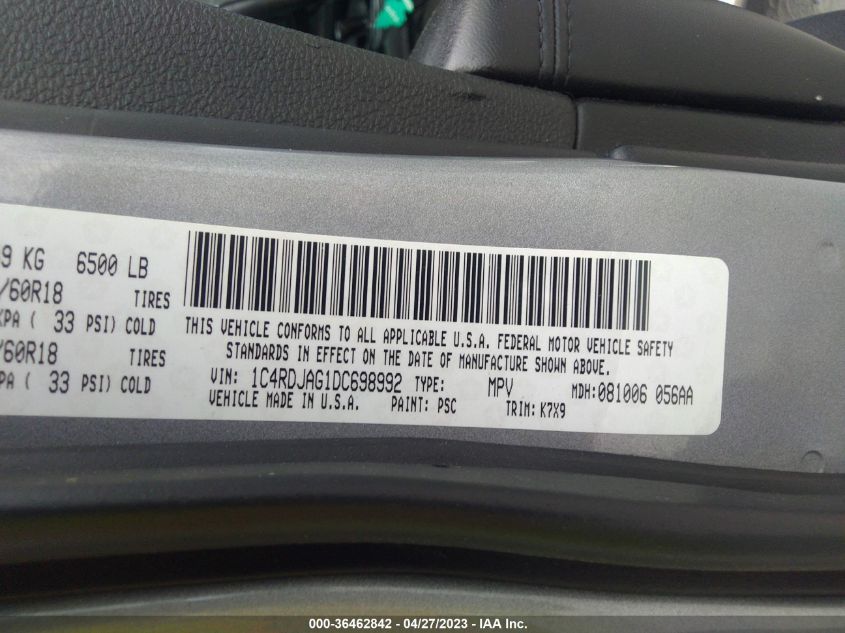 9 KG 6500 LB
/60R18 TIRES
KPA ( 33 PSI) COLD
/60R18 TIRES
KPA ( 33 PSI) COLD
THIS VEHICLE CONFORMS TO ALL APPLICABLE U.S.A. FEDERAL MOTOR VEHICLE SAFETY
STANDARDS IN EFFECT ON THE DATE OF MANUFACTURE SHOWN ABOVE.
VIN: 1C4RDJAG1DC698992 TYPE: MPV MDH:081006 056AA
VEHICLE MADE IN U.S.A. PAINT: PSC TRIM: K7X9
000-36462842 - 04/27/2023 - IAA Inc.